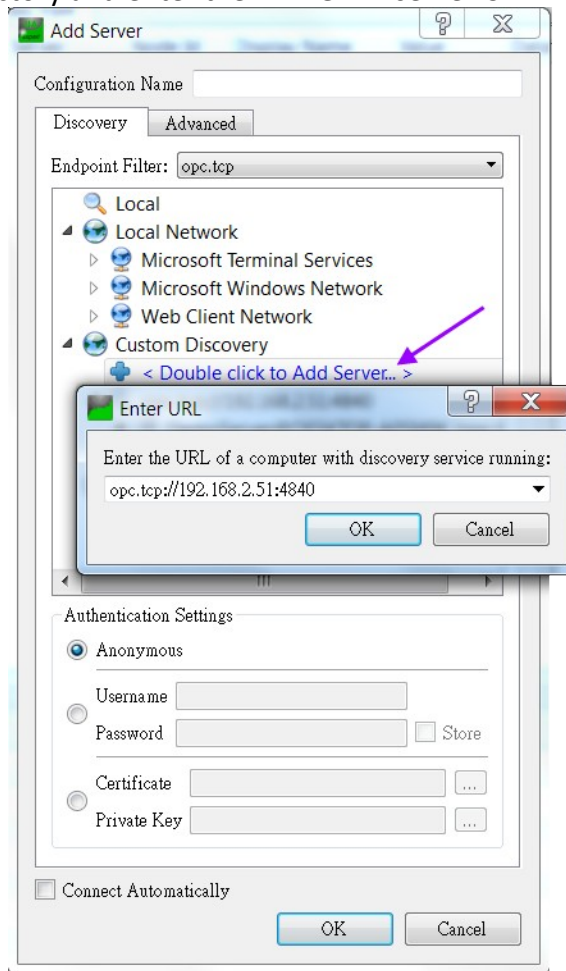 Add Server
Configuration Name
Discovery Advanced
Endpoint Filter: opc.tcp
Local
Local Network
Microsoft Terminal Services
Microsoft Windows Network
Web Client Network
Custom Discovery
< Double click to Add Server... >
Enter URL
Enter the URL of a computer with discovery service running:
opc.tcp://192.168.2.51:4840
OK Cancel
Authentication Settings
Anonymous
Username
Password Store
Certificate ...
Private Key ...
Connect Automatically
OK Cancel